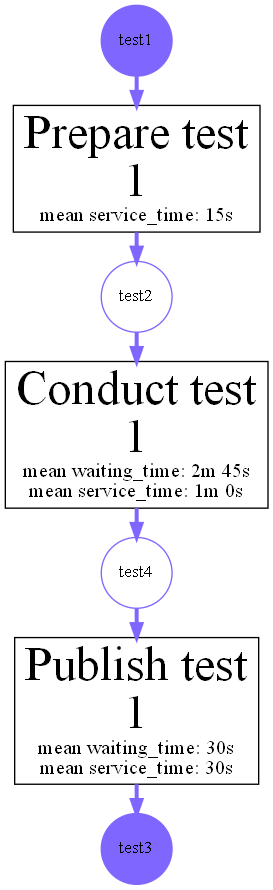 test1
Prepare test
1
mean service_time: 15s
test2
Conduct test
1
mean waiting_time: 2m 45s
mean service_time: 1m 0s
test4
Publish test
1
mean waiting_time: 30s
mean service_time: 30s
test3